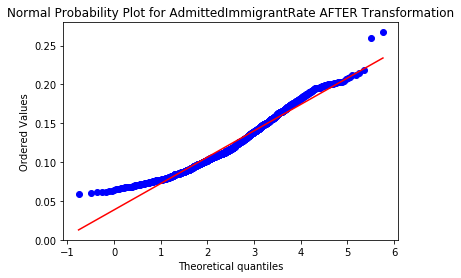 Normal Probability Plot for AdmittedImmigrantRate AFTER Transformation
Ordered Values
0.25
0.20
0.15
0.10
0.05
0.00
−1 0 1 2 3 4 5 6
Theoretical quantiles